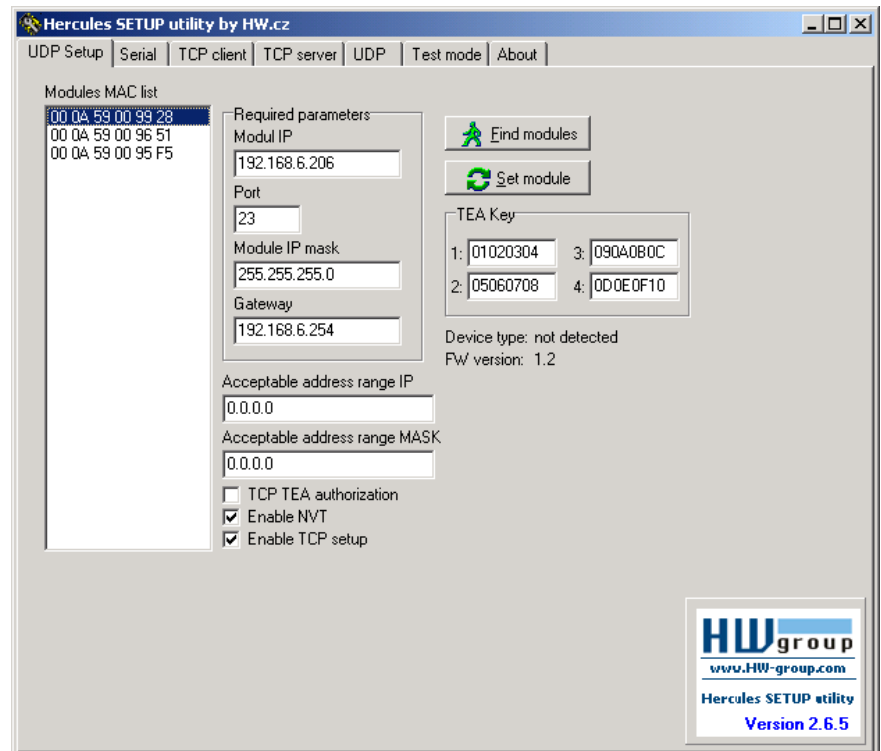 Hercules SETUP utility by HW.cz
UDP Setup Serial TCP client TCP server UDP Test mode About
Modules MAC list
00 0A 59 00 99 28
00 0A 59 00 96 51
00 0A 59 00 95 F5
Required parameters
Modul IP
192.168.6.206
Port
23
Module IP mask
255.255.255.0
Gateway
192.168.6.254
Acceptable address range IP
0.0.0.0
Acceptable address range MASK
0.0.0.0
TCP TEA authorization
Enable NVT
Enable TCP setup
Find modules
Set module
TEA Key
1: 01020304 3: 090A0B0C
2: 05060708 4: 0D0E0F10
Device type: not detected
FW version: 1.2
HW group
www.HW-group.com
Hercules SETUP utility
Version 2.6.5